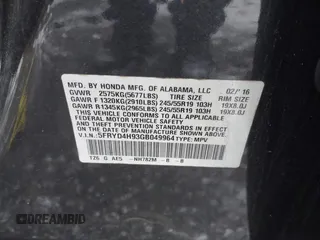 MFD. BY HONDA MFG. OF ALABAMA, LLC 02/'16
GVWR 2575KG(5677LBS) TIRE SIZE RIM SIZE
GAWR F 1320KG(2910LBS) 245/55R19 103H 19X8.0J
GAWR R 1345KG(2965LBS) 245/55R19 103H 19X8.0J
THIS VEHICLE CONFORMS TO ALL APPLICABLE
FEDERAL MOTOR VEHICLE SAFETY AND THEFT PREVENTION
STANDARDS IN EFFECT ON THE DATE OF MANUFACTURE SHOWN ABOVE.
V.I.N.:5FRYD4H93GB049964 TYPE: MPV
TZ6 G AE5 NH782M B B